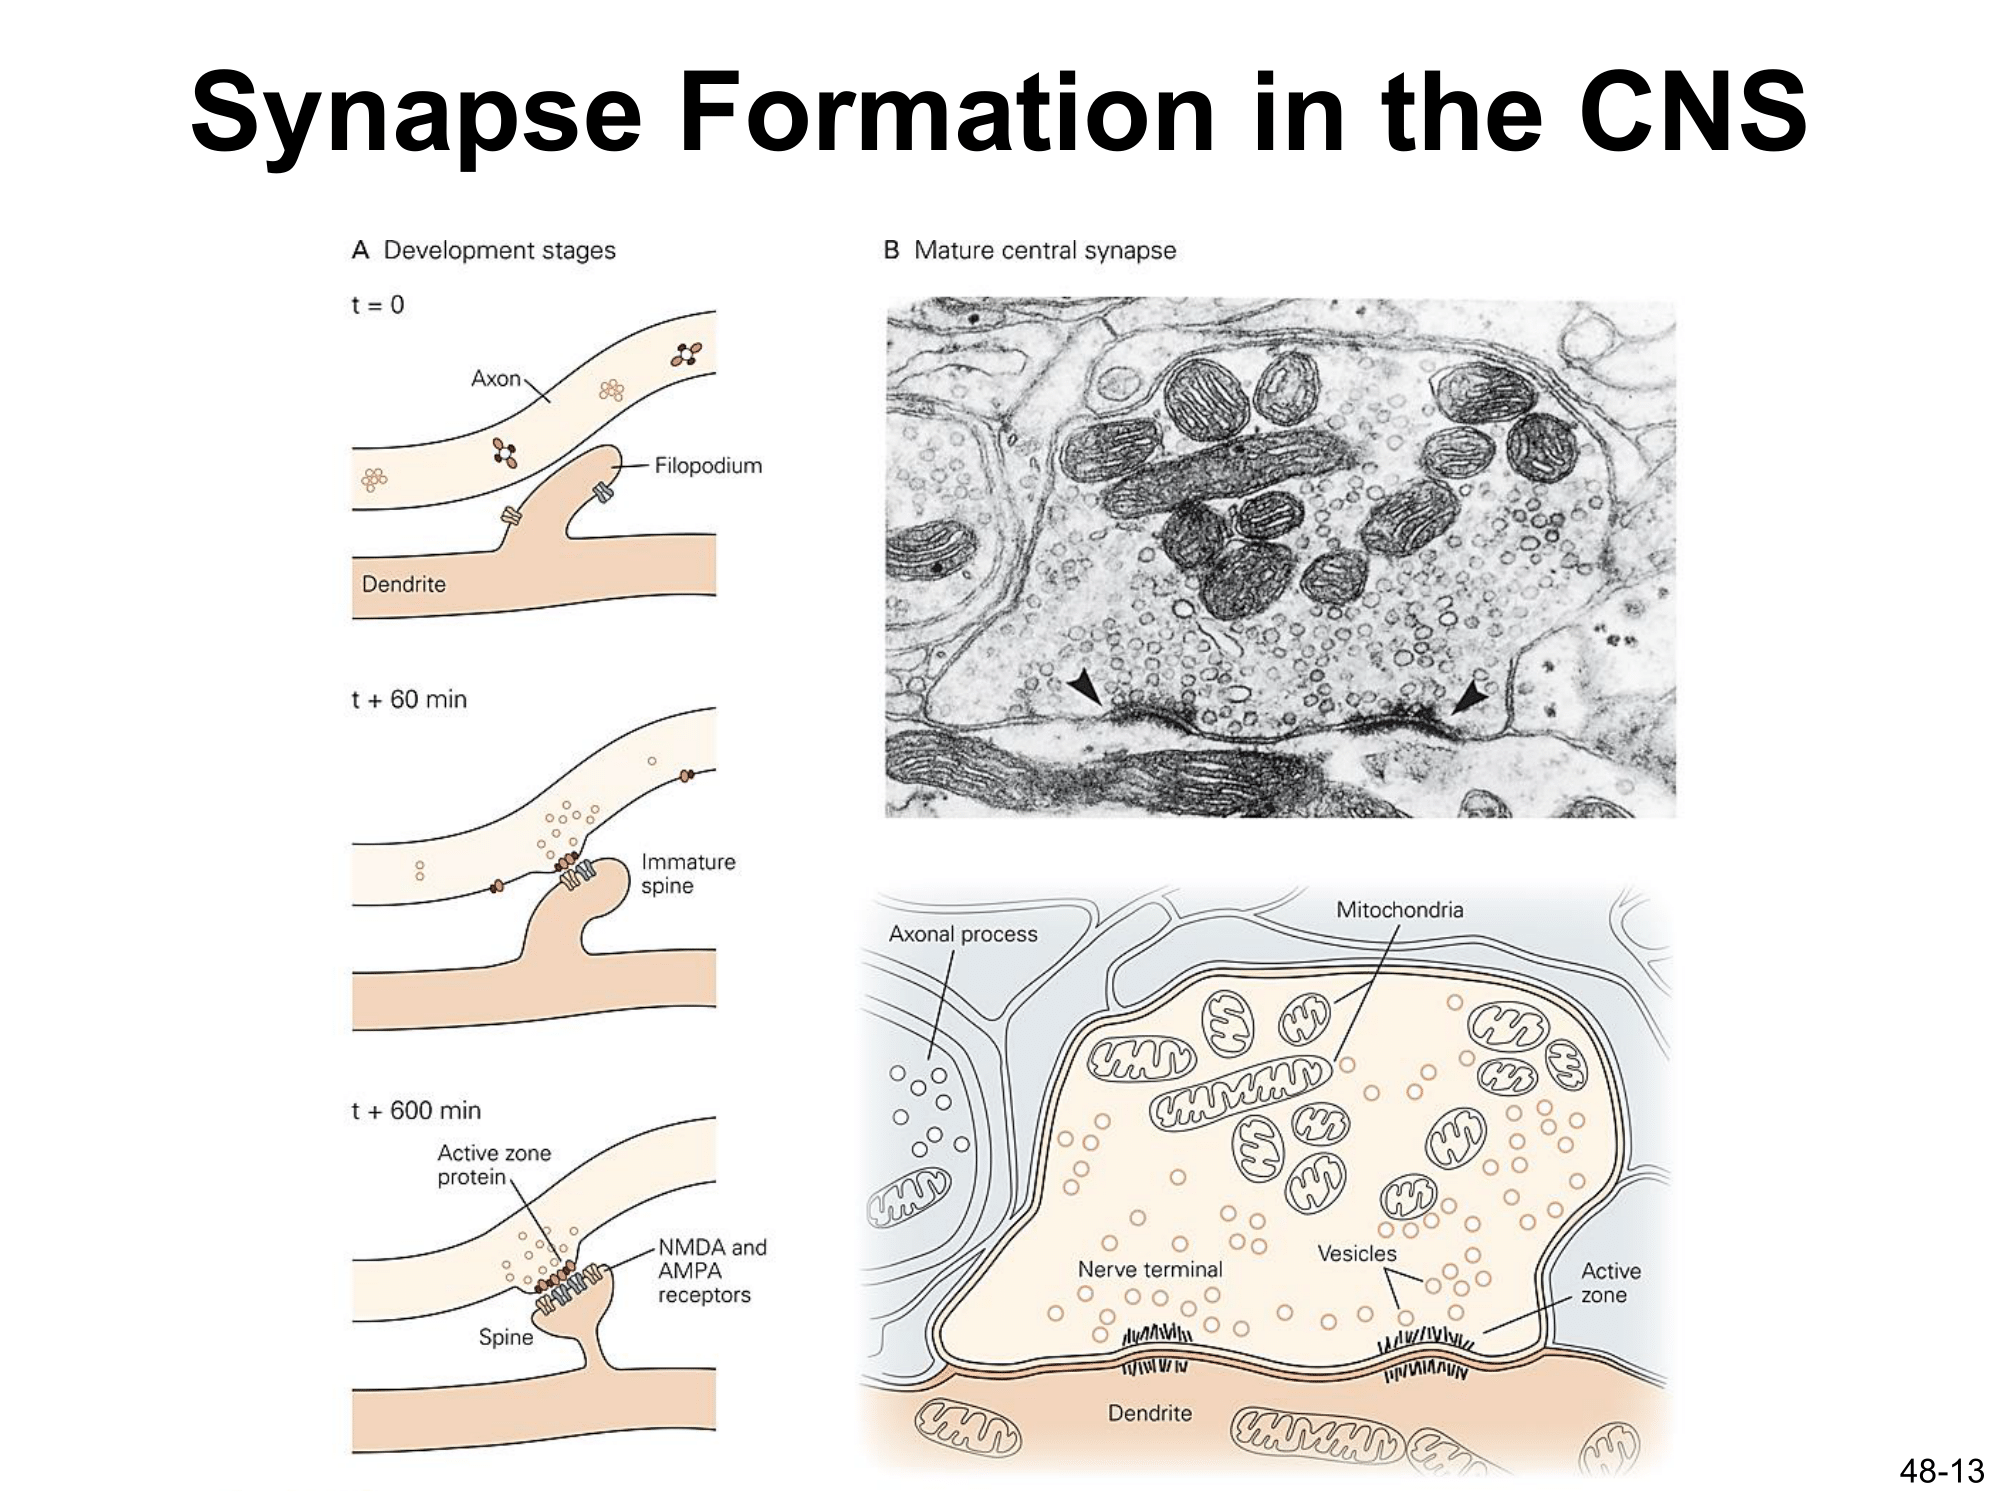 Synapse Formation in the CNS
A Development stages
t = 0
Axon
Filopodium
Dendrite
t + 60 min
Immature
spine
t + 600 min
Active zone
protein
NMDA and
AMPA
receptors
Spine
B Mature central synapse
Mitochondria
Axonal process
Vesicles
Nerve terminal
Active
zone
Dendrite
48-13